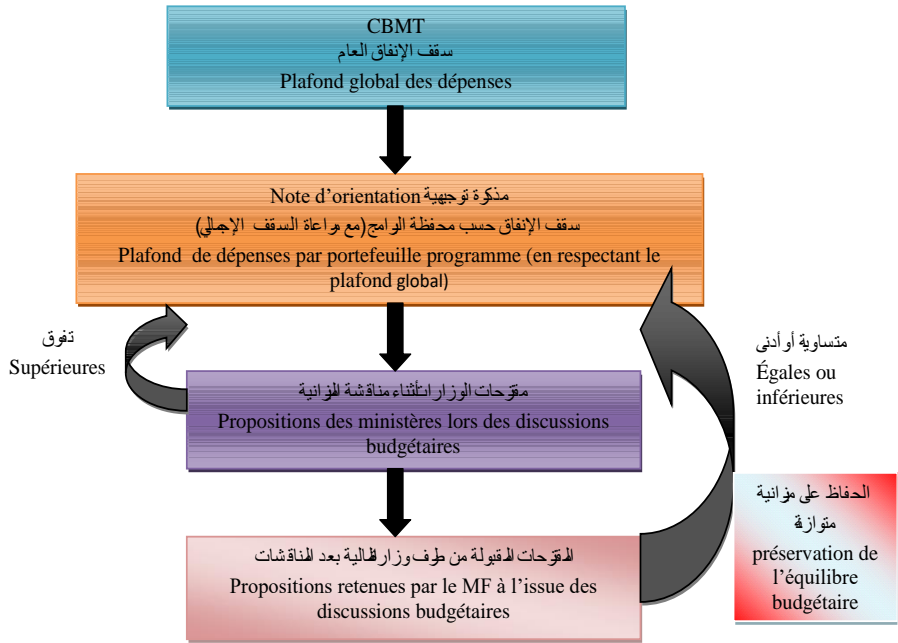 CBMT
سقف الإنفاق العام
Plafond global des dépenses
مذكرة توجيهية Note d’orientation
سقف الإنفاق حسب محفظة البرامج (مع مراعاة السقف الإجمالي)
Plafond de dépenses par portefeuille programme (en respectant le
plafond global)
تفوق
Supérieures
متساوية أو أدنى
Égales ou
inférieures
مقترحات الوزارات أثناء مناقشة الميزانية
Propositions des ministères lors des discussions
budgétaires
الحفاظ على ميزانية
متوازنة
préservation de
l’équilibre
budgétaire
المقترحات المقبولة من طرف وزارة المالية بعد المناقشات
Propositions retenues par le MF à l’issue des
discussions budgétaires